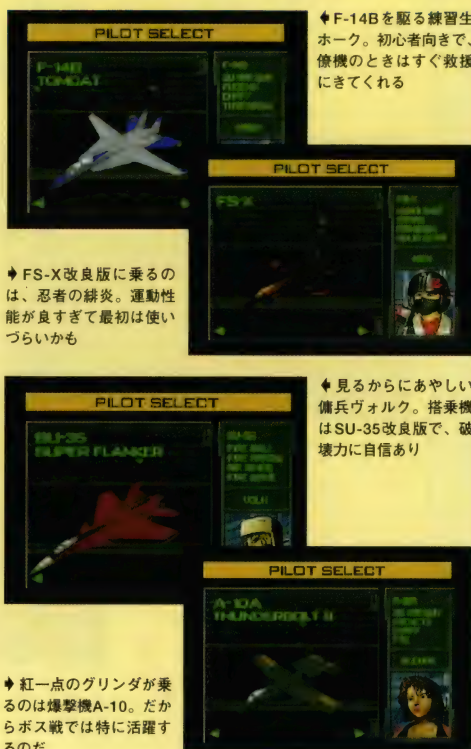 PILOT SELECT
F-14B
TOMCAT
♦F-14Bを駆る練習生
ホーク。初心者向きで、
僚機のときはすぐ救援
にきてくれる
PILOT SELECT
FS-X
♦FS-X改良版に乗るの
は、忍者の緋炎。運動性
能が良すぎて最初は使い
づらいかも
PILOT SELECT
SU-35
SUPER FLANKER
♦見るからにあやしい
傭兵ヴォルク。搭乗機
はSU-35改良版で、破
壊力に自信あり
PILOT SELECT
A-10A
THUNDERBOLT II
♦紅一点のグリンダが乗
るのは爆撃機A-10。だか
らボス戦では特に活躍す
るのだ